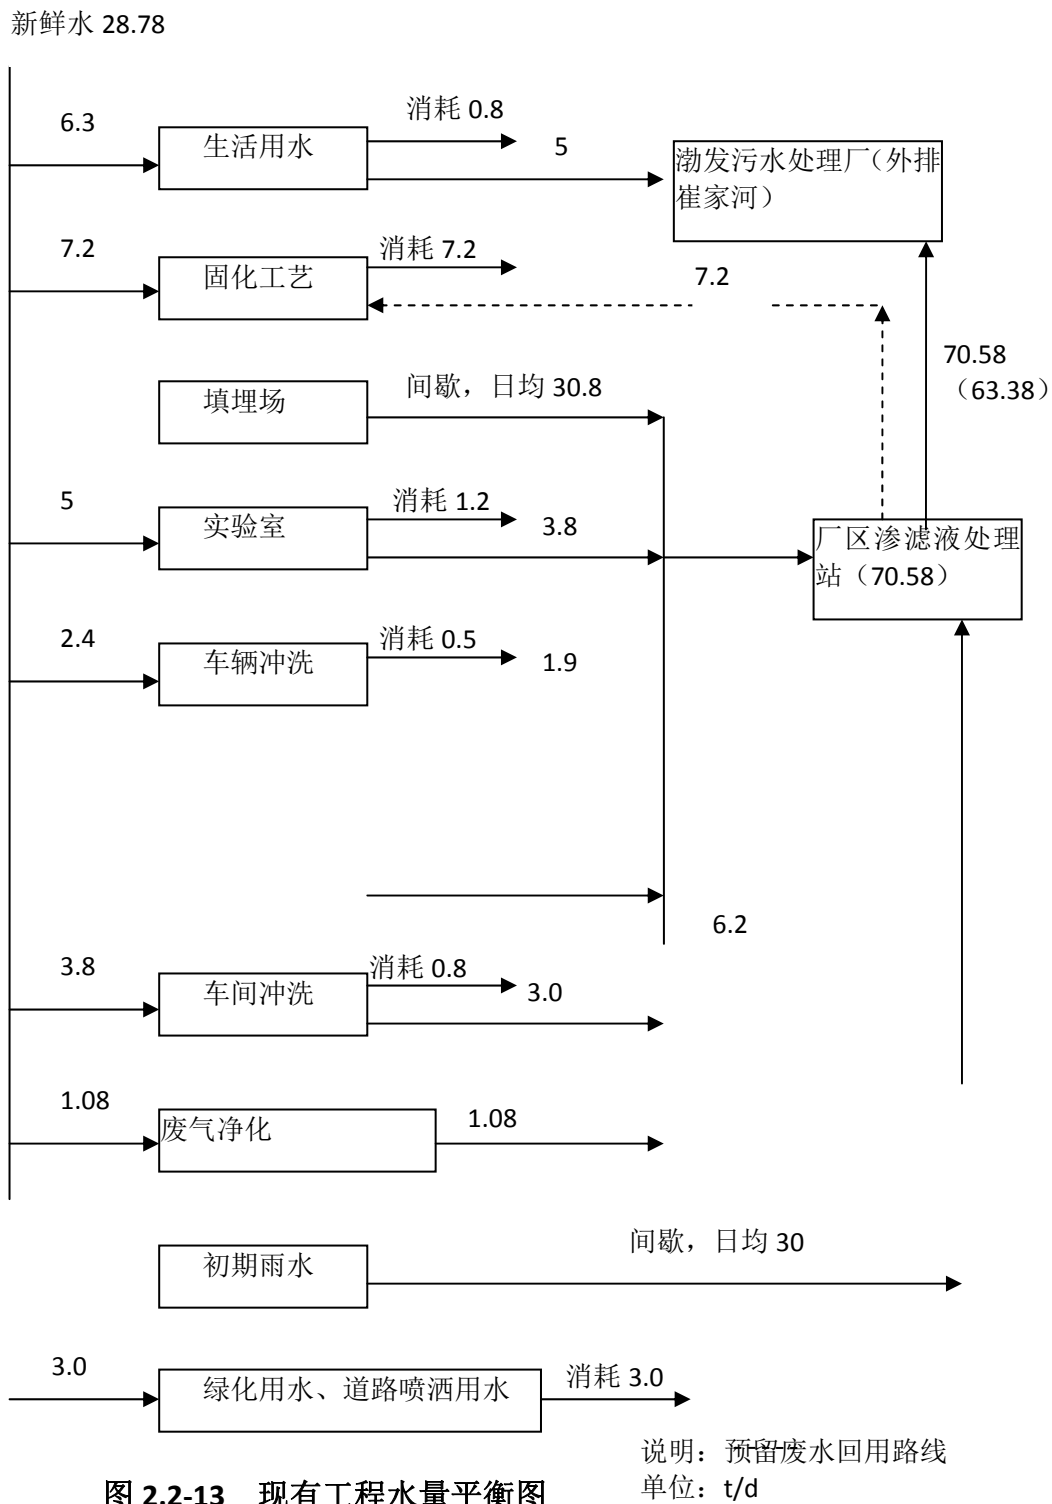 新鲜水 28.78
6.3
生活用水
消耗 0.8
5
渤发污水处理厂（外排
崔家河）
7.2
固化工艺
消耗 7.2
7.2
70.58
（63.38）
填埋场
间歇，日均 30.8
5
实验室
消耗 1.2
3.8
厂区渗滤液处理
站（70.58）
2.4
车辆冲洗
消耗 0.5
1.9
6.2
3.8
车间冲洗
消耗 0.8
3.0
1.08
废气净化
1.08
初期雨水
间歇，日均 30
3.0
绿化用水、道路喷洒用水
消耗 3.0
说明：预留废水回用路线
单位：t/d
图 2.2-13 现有工程水量平衡图